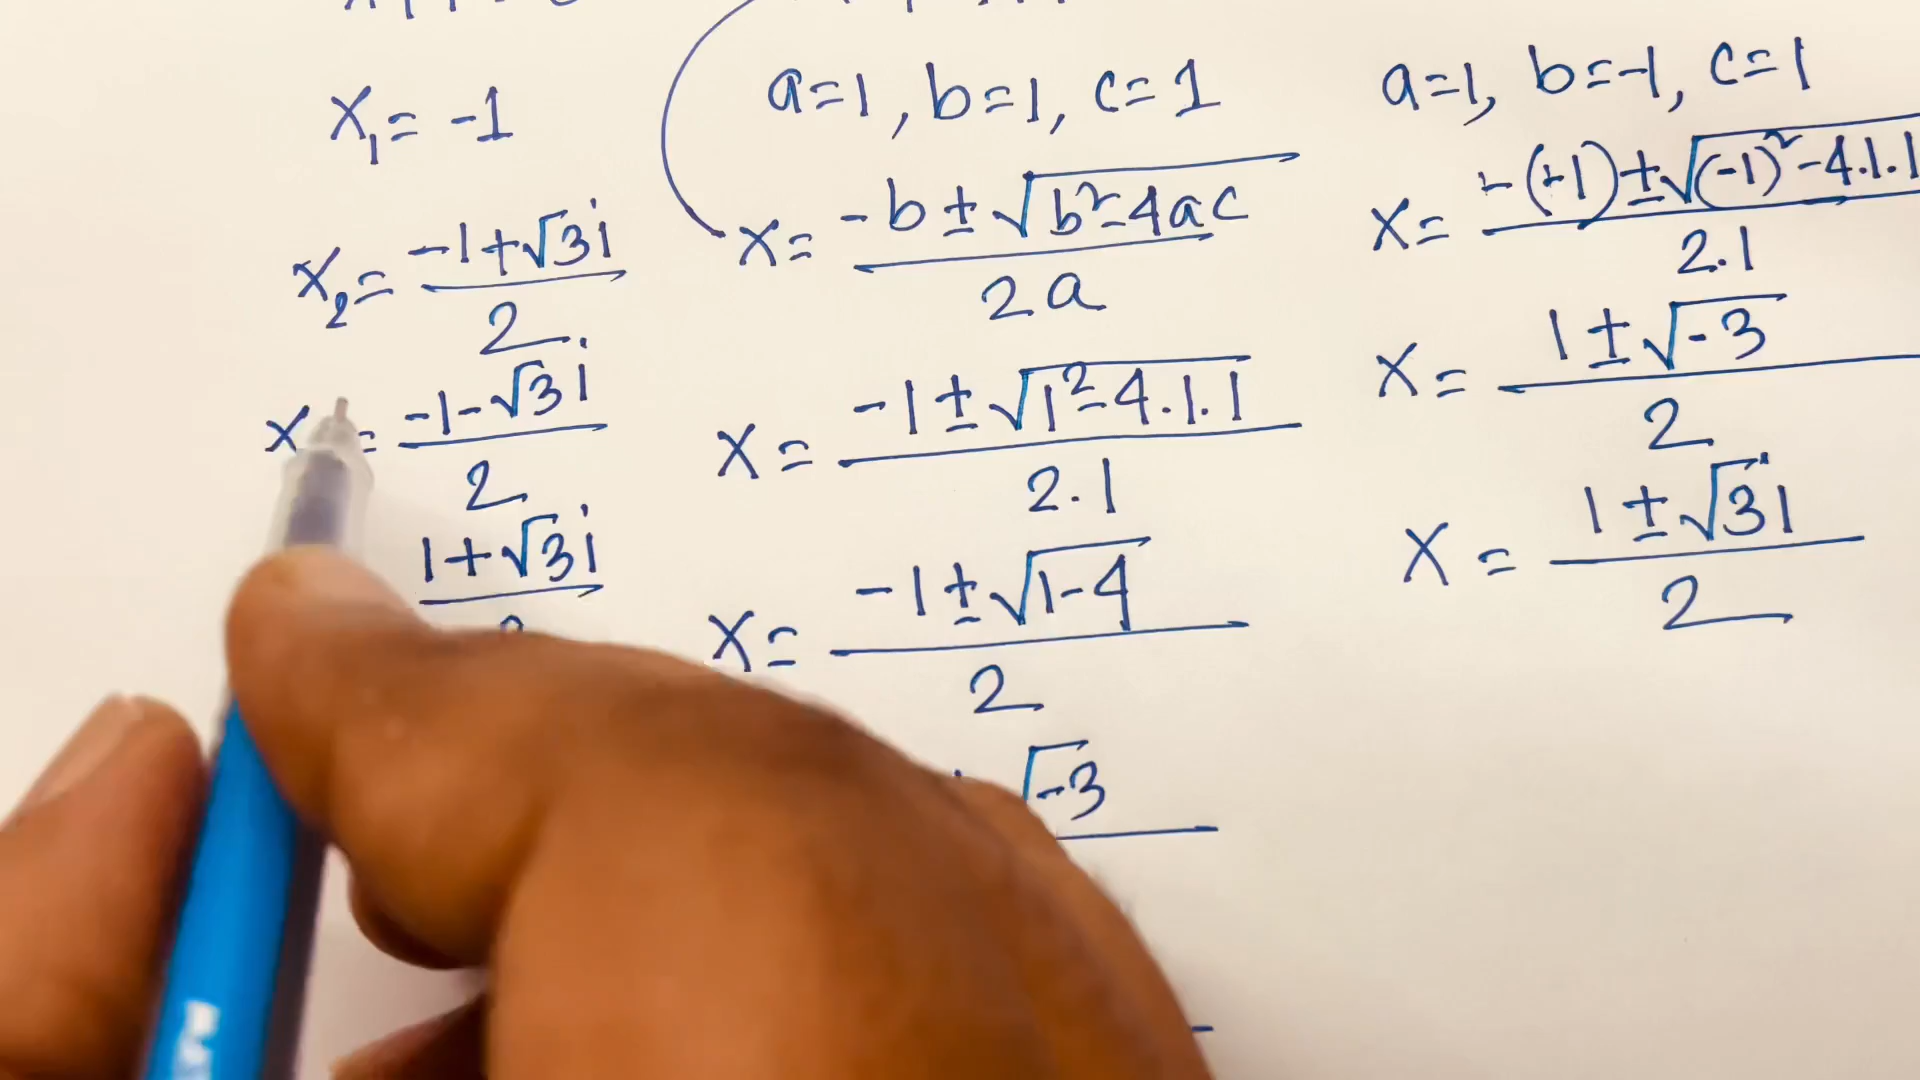 x₁ = -1
x₂ = (-1+√3i)/2
x = (-1-√3i)/2
(1+√3i)/2
a=1, b=1, c=1
x = (-b±√(b²-4ac))/(2a)
x = (-1±√(1²-4.1.1))/(2.1)
x = (-1±√(1-4))/2
√-3
a=1, b=-1, c=1
x = (-(-1)±√((-1)²-4.1.1))/(2.1)
x = (1±√-3)/2
x = (1±√3i)/2